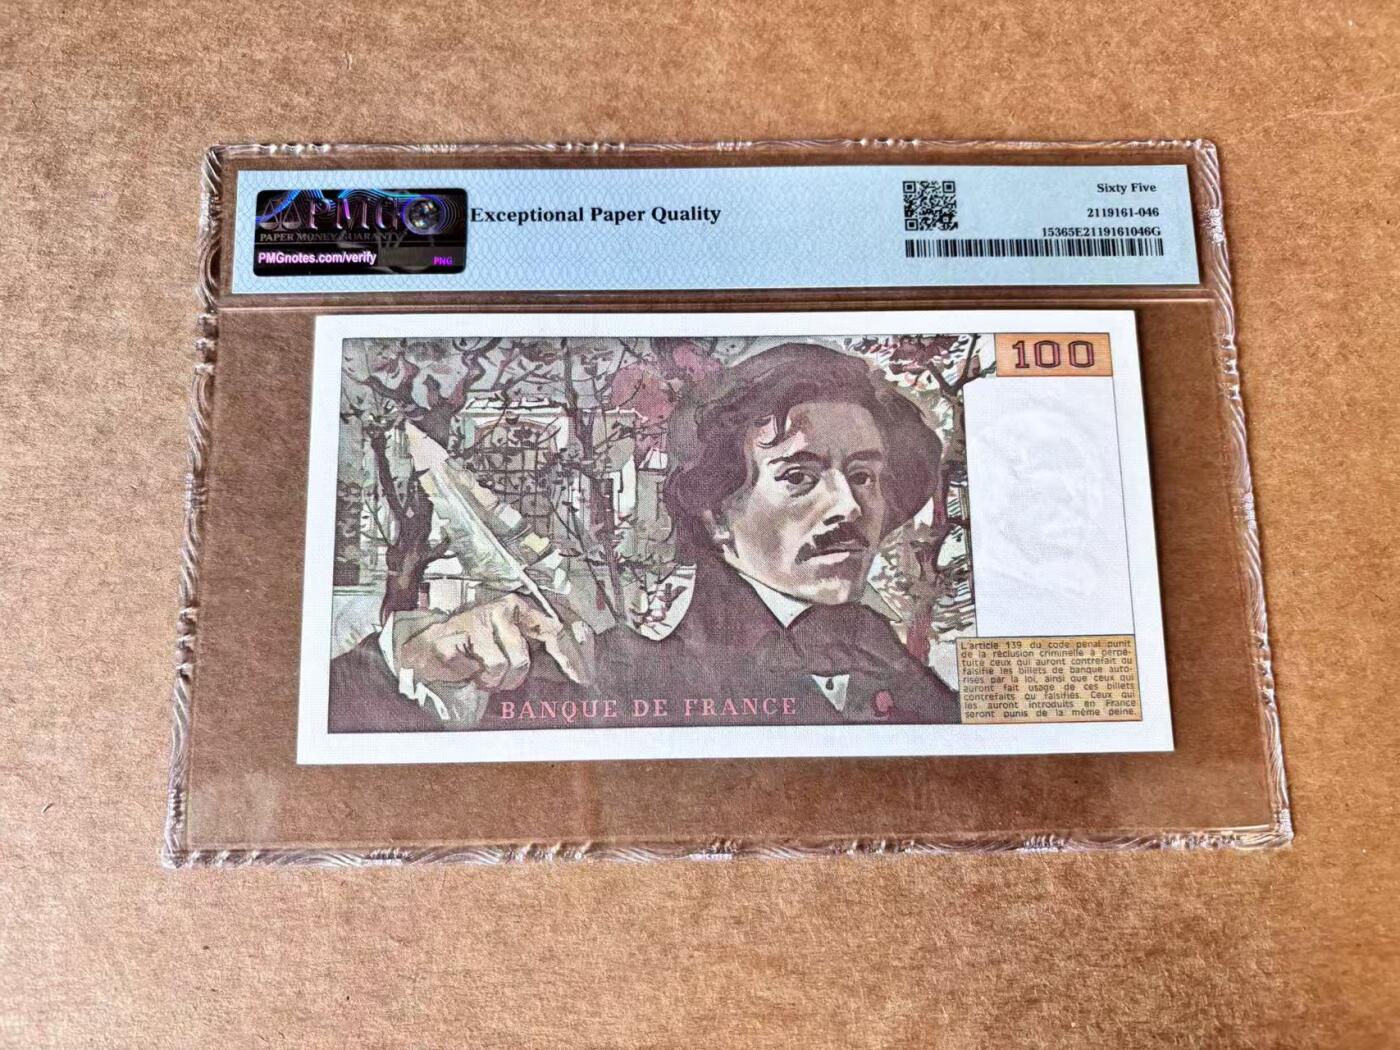 PMG
PAPER MONEY GUARANTY
PMGnotes.com/verify
PNG
Exceptional Paper Quality
Sixty Five
2119161-046
15365E2119161046G
100
L'article 139 du code pénal punit
de la réclusion criminelle à perpé-
tuité ceux qui auront contrefait ou
falsifié les billets de banque auto-
risés par la loi, ainsi que ceux qui
auront fait usage de ces billets
contrefaits ou falsifiés. Ceux qui
les auront introduits en France
seront punis de la même peine.
BANQUE DE FRANCE